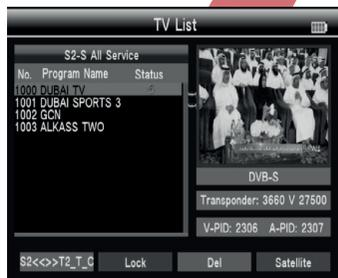 TV List
S2-S All Service
No. Program Name Status
1000 DUBAI TV
1001 DUBAI SPORTS 3
1002 GCN
1003 ALKASS TWO
DVB-S
Transponder: 3660 V 27500
V-PID: 2306 A-PID: 2307
S2<<>>T2_T_C Lock Del Satellite